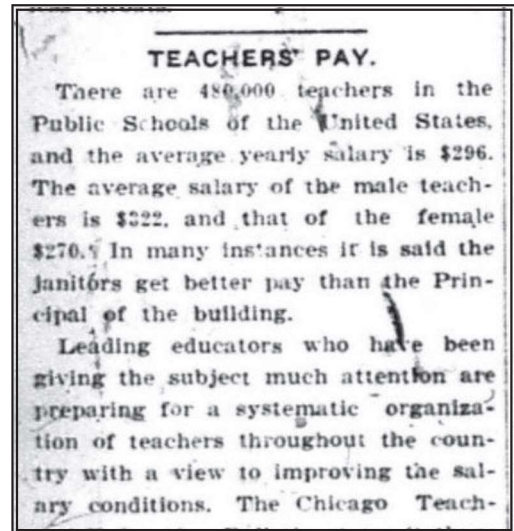 TEACHERS' PAY.
There are 480,000 teachers in the
Public Schools of the United States,
and the average yearly salary is $296.
The average salary of the male teach-
ers is $322, and that of the female
$270. In many instances it is said the
janitors get better pay than the Prin-
cipal of the building.
Leading educators who have been
giving the subject much attention are
preparing for a systematic organiza-
tion of teachers throughout the coun-
try with a view to improving the sal-
ary conditions. The Chicago Teach-